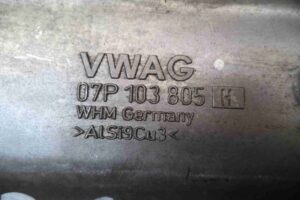 VWAG
07P 103 805 H
WHM Germany
>ALSI9Cu3<